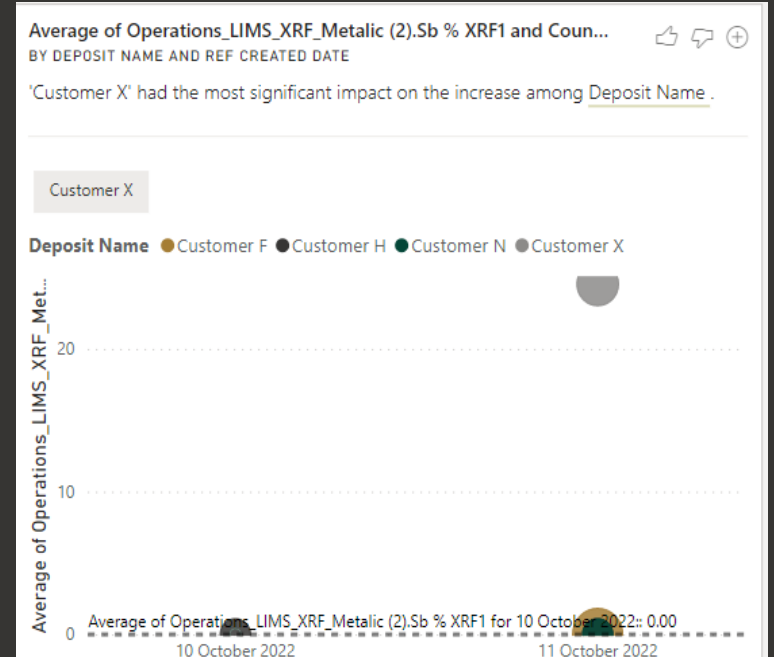 Average of Operations_LIMS_XRF_Metalic (2).Sb % XRF1 and Coun...
BY DEPOSIT NAME AND REF CREATED DATE
'Customer X' had the most significant impact on the increase among Deposit Name .
Customer X
Deposit Name Customer F Customer H Customer N Customer X
Average of Operations_LIMS_XRF_Met...
20
10
0
Average of Operations_LIMS_XRF_Metalic (2).Sb % XRF1 for 10 October 2022:: 0.00
10 October 2022 11 October 2022